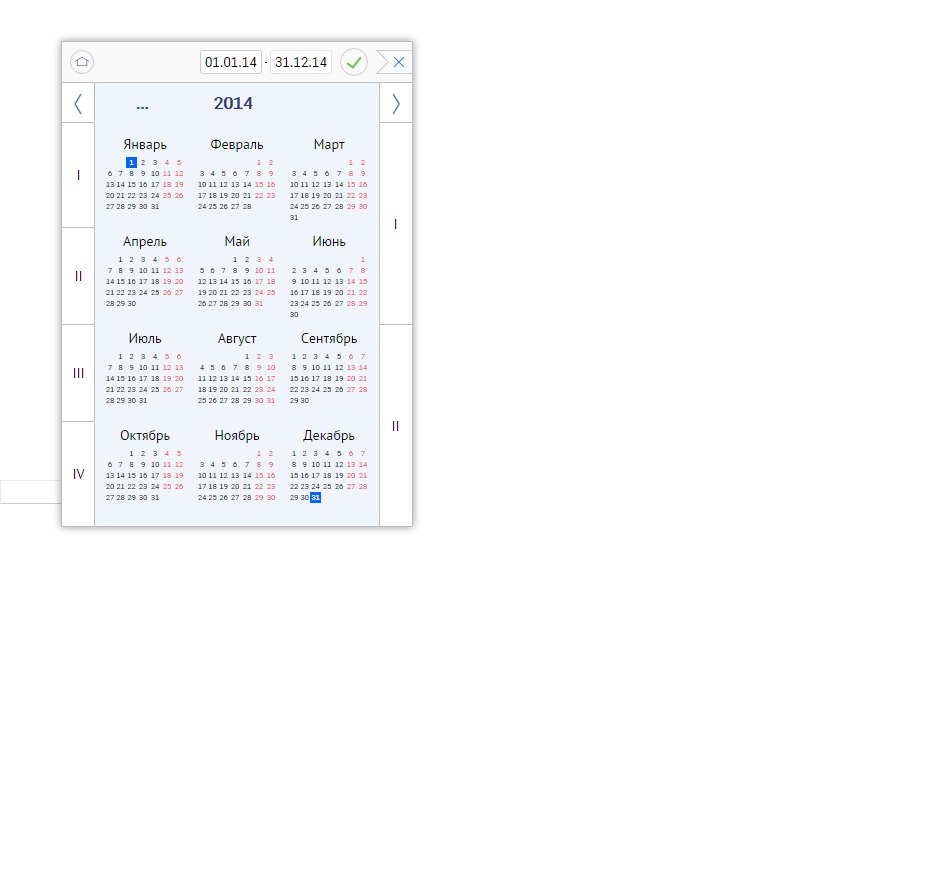 01.01.14 - 31.12.14
... 2014
Январь Февраль Март
1 2 3 4 5 1 2 1 2
6 7 8 9 10 11 12 3 4 5 6 7 8 9 3 4 5 6 7 8 9
13 14 15 16 17 18 19 10 11 12 13 14 15 16 10 11 12 13 14 15 16
20 21 22 23 24 25 26 17 18 19 20 21 22 23 17 18 19 20 21 22 23
27 28 29 30 31 24 25 26 27 28 24 25 26 27 28 29 30
31
I
I
Апрель Май Июнь
1 2 3 4 5 6 1 2 3 4 1
7 8 9 10 11 12 13 5 6 7 8 9 10 11 2 3 4 5 6 7 8
14 15 16 17 18 19 20 12 13 14 15 16 17 18 9 10 11 12 13 14 15
21 22 23 24 25 26 27 19 20 21 22 23 24 25 16 17 18 19 20 21 22
28 29 30 26 27 28 29 30 31 23 24 25 26 27 28 29
30
II
Июль Август Сентябрь
1 2 3 4 5 6 1 2 3 1 2 3 4 5 6 7
7 8 9 10 11 12 13 4 5 6 7 8 9 10 8 9 10 11 12 13 14
14 15 16 17 18 19 20 11 12 13 14 15 16 17 15 16 17 18 19 20 21
21 22 23 24 25 26 27 18 19 20 21 22 23 24 22 23 24 25 26 27 28
28 29 30 31 25 26 27 28 29 30 31 29 30
III
II
Октябрь Ноябрь Декабрь
1 2 3 4 5 1 2 1 2 3 4 5 6 7
6 7 8 9 10 11 12 3 4 5 6 7 8 9 8 9 10 11 12 13 14
13 14 15 16 17 18 19 10 11 12 13 14 15 16 15 16 17 18 19 20 21
20 21 22 23 24 25 26 17 18 19 20 21 22 23 22 23 24 25 26 27 28
27 28 29 30 31 24 25 26 27 28 29 30 29 30 31
IV